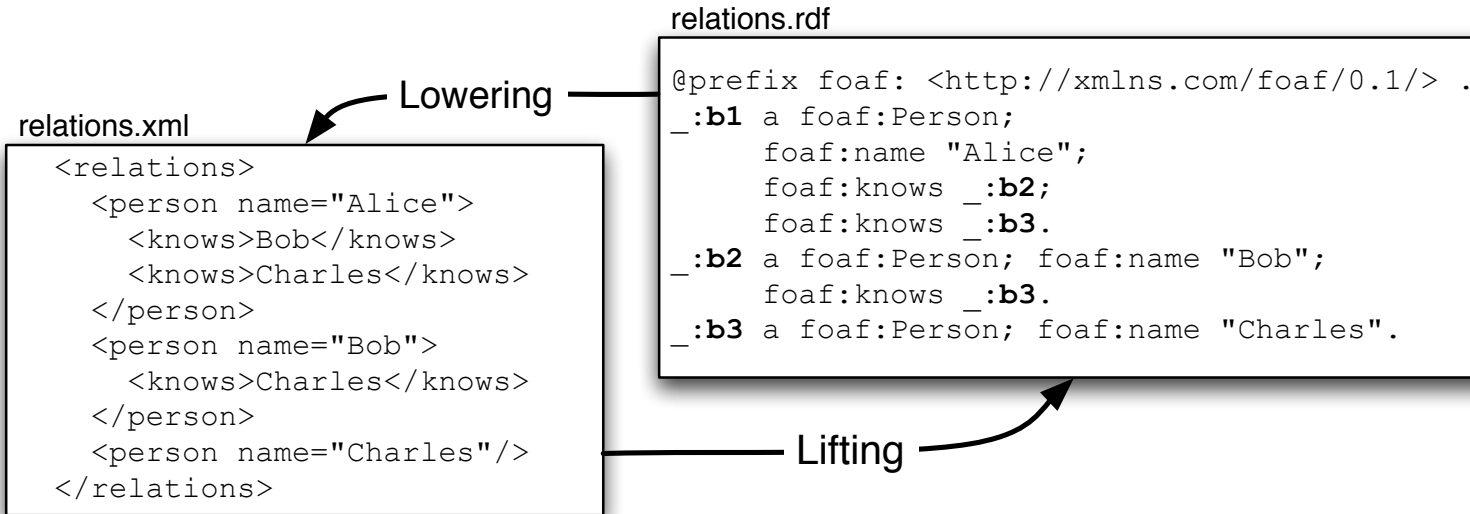 relations.rdf
@prefix foaf: <http://xmlns.com/foaf/0.1/> .
_:b1 a foaf:Person;
foaf:name "Alice";
foaf:knows _:b2;
foaf:knows _:b3.
_:b2 a foaf:Person; foaf:name "Bob";
foaf:knows _:b3.
_:b3 a foaf:Person; foaf:name "Charles".
Lowering
relations.xml
<relations>
<person name="Alice">
<knows>Bob</knows>
<knows>Charles</knows>
</person>
<person name="Bob">
<knows>Charles</knows>
</person>
<person name="Charles"/>
</relations>
Lifting